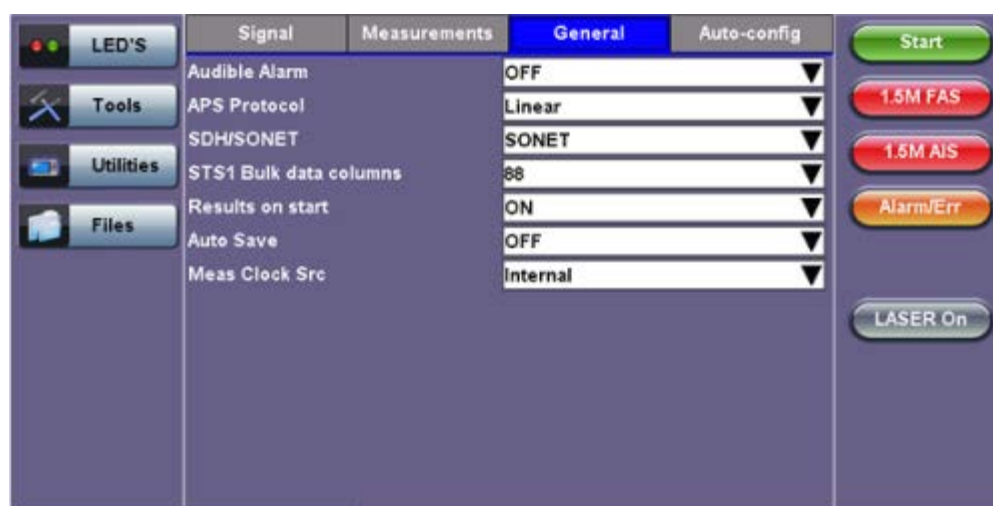 LED'S
Tools
Utilities
Files
Signal Measurements General Auto-config
Audible Alarm OFF
APS Protocol Linear
SDH/SONET SONET
STS1 Bulk data columns 88
Results on start ON
Auto Save OFF
Meas Clock Src Internal
Start
1.5M FAS
1.5M AIS
Alarm/Err
LASER On